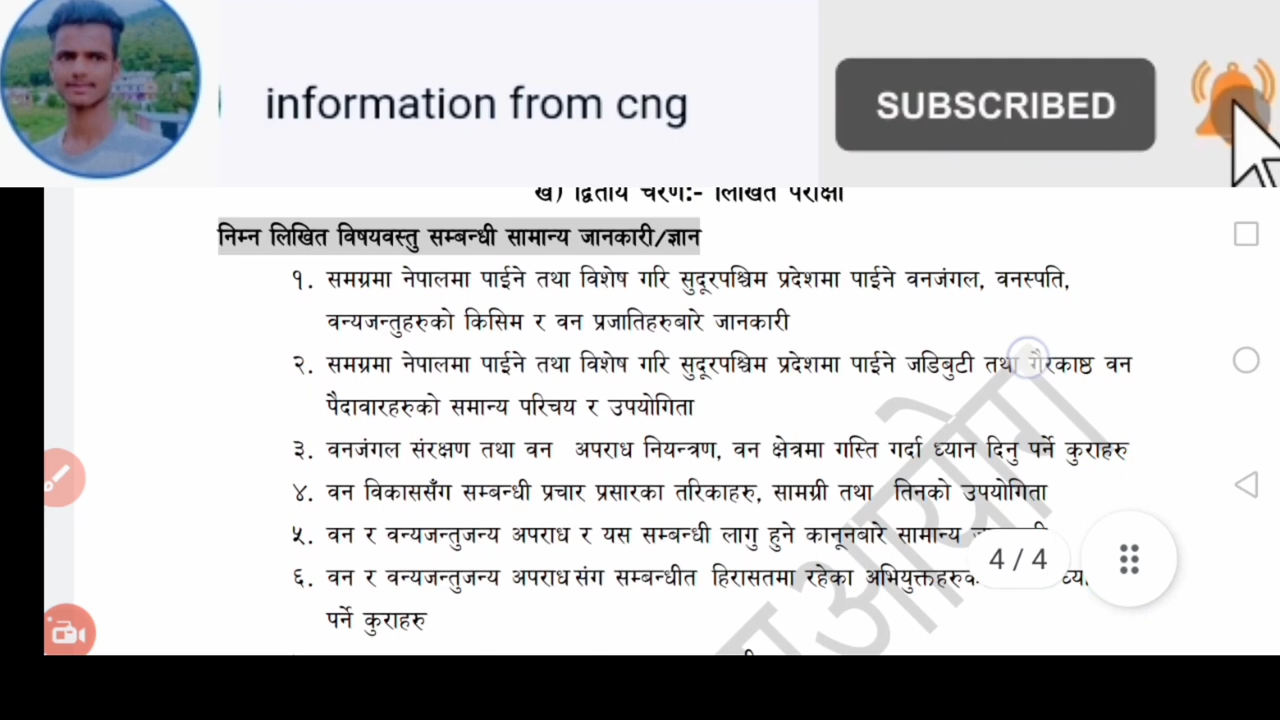 information from cng
SUBSCRIBED
ख) द्वितीय चरण:- लिखित परीक्षा
निम्न लिखित विषयवस्तु सम्बन्धी सामान्य जानकारी/ज्ञान
१. समग्रमा नेपालमा पाईने तथा विशेष गरि सुदूरपश्चिम प्रदेशमा पाईने वनजंगल, वनस्पति,
वन्यजन्तुहरुको किसिम र वन प्रजातिहरुबारे जानकारी
२. समग्रमा नेपालमा पाईने तथा विशेष गरि सुदूरपश्चिम प्रदेशमा पाईने जडिबुटी तथा गैरकाष्ठ वन
पैदावारहरुको समान्य परिचय र उपयोगिता
३. वनजंगल संरक्षण तथा वन अपराध नियन्त्रण, वन क्षेत्रमा गस्ति गर्दा ध्यान दिनु पर्ने कुराहरु
४. वन विकाससँग सम्बन्धी प्रचार प्रसारका तरिकाहरु, सामग्री तथा तिनको उपयोगिता
५. वन र वन्यजन्तुजन्य अपराध र यस सम्बन्धी लागु हुने कानूनबारे सामान्य
4 / 4
६. वन र वन्यजन्तुजन्य अपराधसंग सम्बन्धीत हिरासतमा रहेका
पर्ने कुराहरु
आयोग